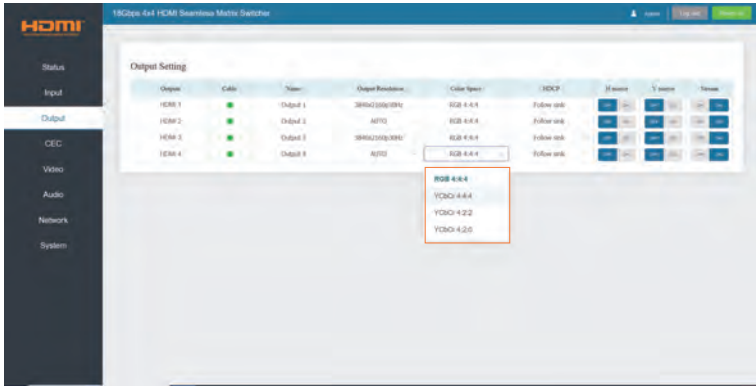 HDMI
18Gbps 4x4 HDMI Seamless Matrix Switcher
Log out
Status
Input
Output
CEC
Video
Audio
Network
System
Output Setting
Output Cable Name Output Resolution Color Space HDCP H mirror V mirror Stream
HDMI 1 Output 1 3840x2160p30Hz RGB 4:4:4 Follow sink
HDMI 2 Output 2 AUTO RGB 4:4:4 Follow sink
HDMI 3 Output 3 3840x2160p30Hz RGB 4:4:4 Follow sink
HDMI 4 Output 4 AUTO RGB 4:4:4 Follow sink
RGB 4:4:4
YCbCr 4:4:4
YCbCr 4:2:2
YCbCr 4:2:0